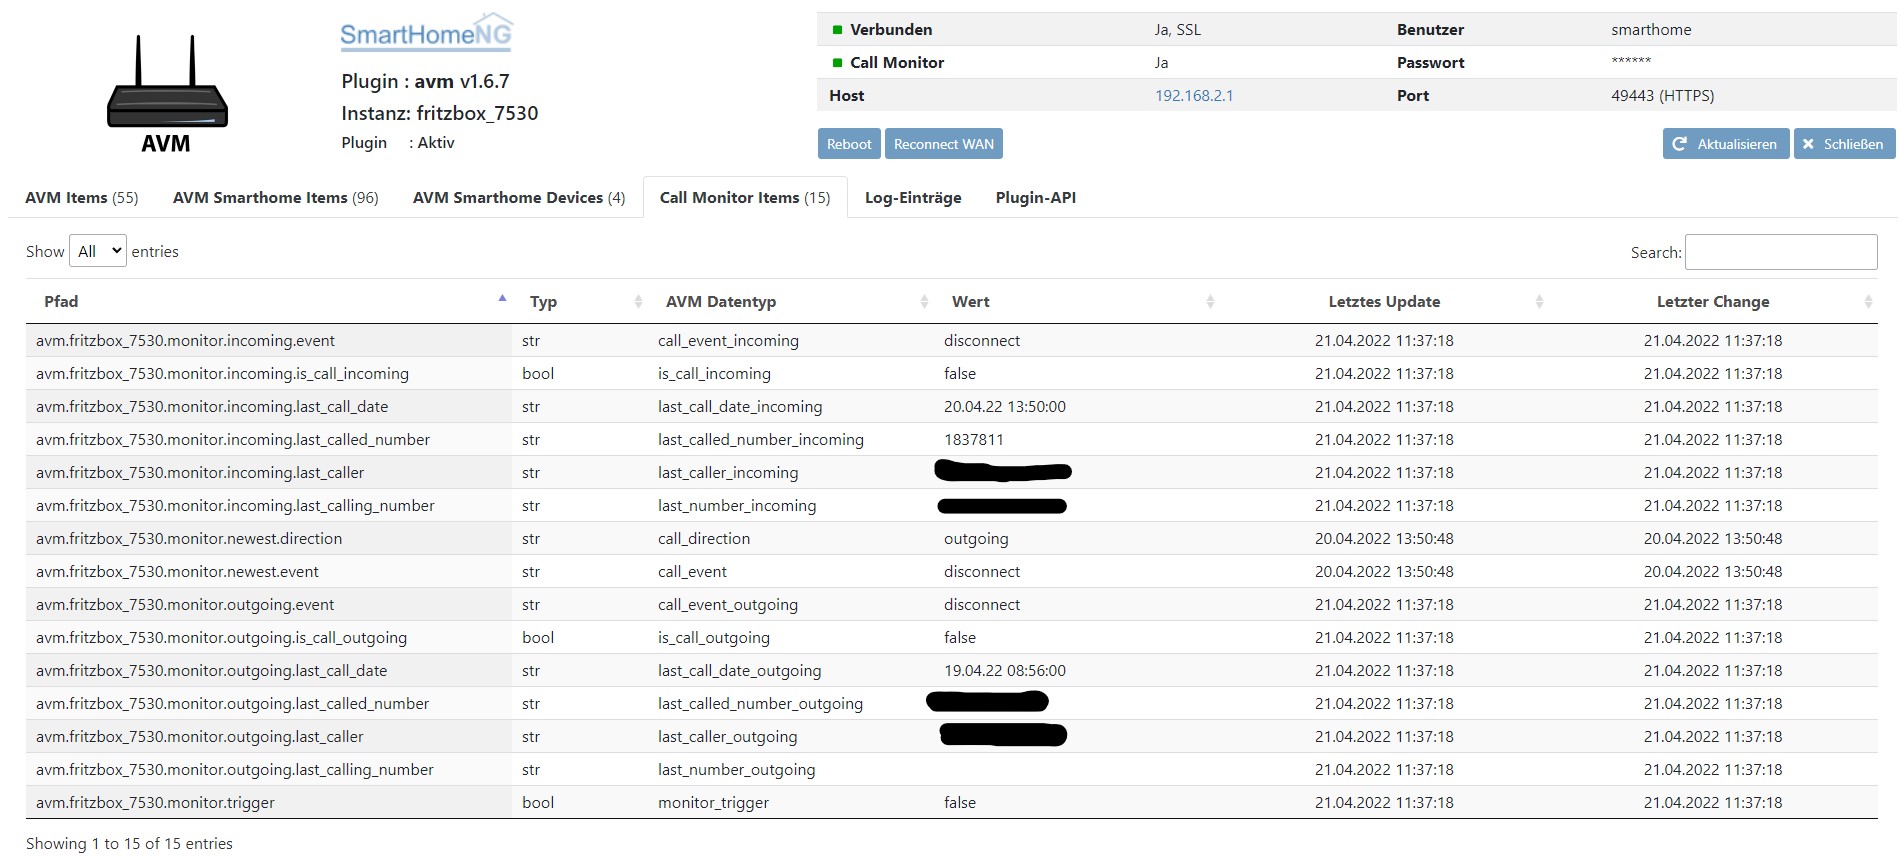 AVM
SmartHomeNG
Plugin : avm v1.6.7
Instanz: fritzbox_7530
Plugin : Aktiv
Verbunden Ja, SSL Benutzer smarthome
Call Monitor Ja Passwort ******
Host 192.168.2.1 Port 49443 (HTTPS)
Reboot Reconnect WAN Aktualisieren Schließen
AVM Items (55) AVM Smarthome Items (96) AVM Smarthome Devices (4) Call Monitor Items (15) Log-Einträge Plugin-API
Show All entries Search:
Pfad Typ AVM Datentyp Wert Letztes Update Letzter Change
avm.fritzbox_7530.monitor.incoming.event str call_event_incoming disconnect 21.04.2022 11:37:18 21.04.2022 11:37:18
avm.fritzbox_7530.monitor.incoming.is_call_incoming bool is_call_incoming false 21.04.2022 11:37:18 21.04.2022 11:37:18
avm.fritzbox_7530.monitor.incoming.last_call_date str last_call_date_incoming 20.04.22 13:50:00 21.04.2022 11:37:18 21.04.2022 11:37:18
avm.fritzbox_7530.monitor.incoming.last_called_number str last_called_number_incoming 1837811 21.04.2022 11:37:18 21.04.2022 11:37:18
avm.fritzbox_7530.monitor.incoming.last_caller str last_caller_incoming 21.04.2022 11:37:18 21.04.2022 11:37:18
avm.fritzbox_7530.monitor.incoming.last_calling_number str last_number_incoming 21.04.2022 11:37:18 21.04.2022 11:37:18
avm.fritzbox_7530.monitor.newest.direction str call_direction outgoing 20.04.2022 13:50:48 20.04.2022 13:50:48
avm.fritzbox_7530.monitor.newest.event str call_event disconnect 20.04.2022 13:50:48 20.04.2022 13:50:48
avm.fritzbox_7530.monitor.outgoing.event str call_event_outgoing disconnect 21.04.2022 11:37:18 21.04.2022 11:37:18
avm.fritzbox_7530.monitor.outgoing.is_call_outgoing bool is_call_outgoing false 21.04.2022 11:37:18 21.04.2022 11:37:18
avm.fritzbox_7530.monitor.outgoing.last_call_date str last_call_date_outgoing 19.04.22 08:56:00 21.04.2022 11:37:18 21.04.2022 11:37:18
avm.fritzbox_7530.monitor.outgoing.last_called_number str last_called_number_outgoing 21.04.2022 11:37:18 21.04.2022 11:37:18
avm.fritzbox_7530.monitor.outgoing.last_caller str last_caller_outgoing 21.04.2022 11:37:18 21.04.2022 11:37:18
avm.fritzbox_7530.monitor.outgoing.last_calling_number str last_number_outgoing 21.04.2022 11:37:18 21.04.2022 11:37:18
avm.fritzbox_7530.monitor.trigger bool monitor_trigger false 21.04.2022 11:37:18 21.04.2022 11:37:18
Showing 1 to 15 of 15 entries